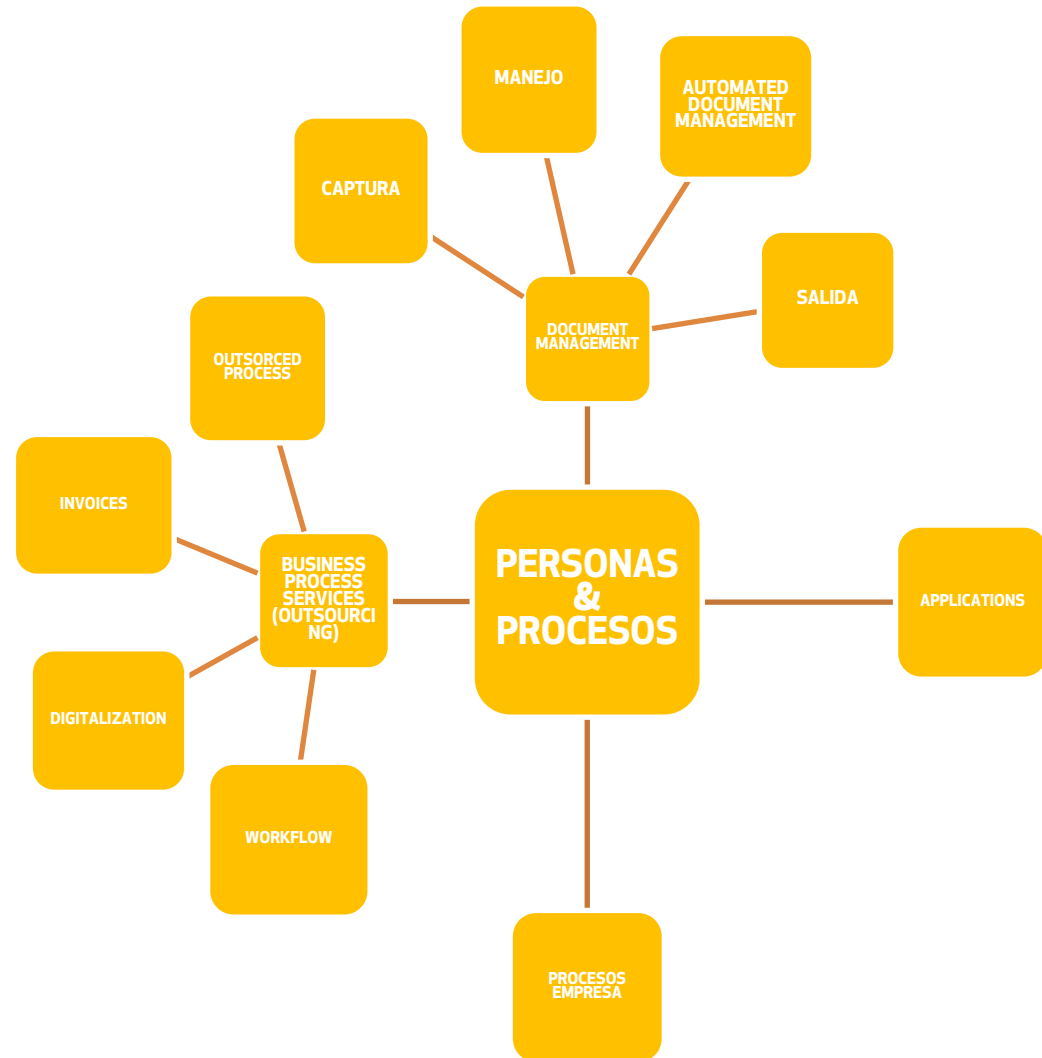 MANEJO
AUTOMATED
DOCUMENT
MANAGEMENT
CAPTURA
SALIDA
DOCUMENT
MANAGEMENT
OUTSORCED
PROCESS
INVOICES
BUSINESS
PROCESS
SERVICES
(OUTSOURCI
NG)
PERSONAS
&
PROCESOS
APPLICATIONS
DIGITALIZATION
WORKFLOW
PROCESOS
EMPRESA